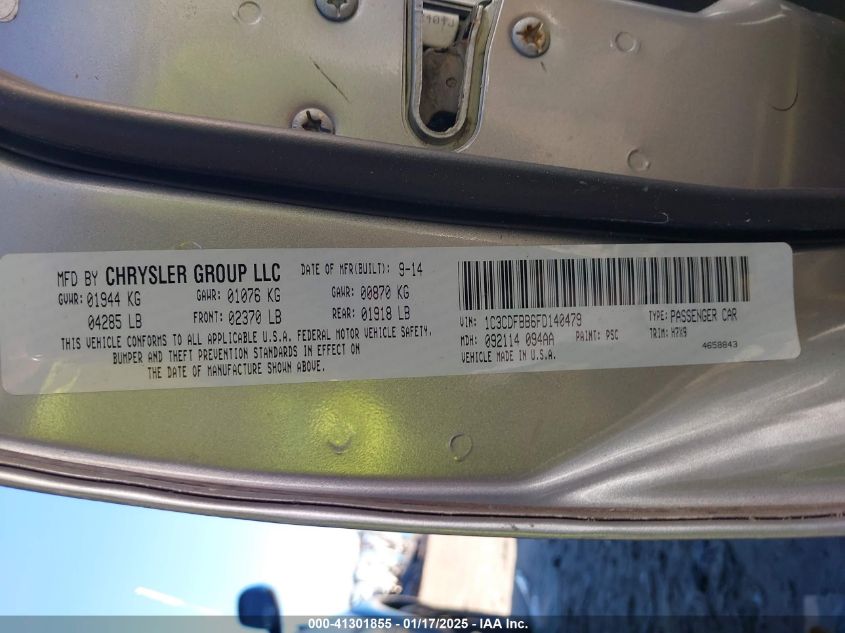 MFD BY CHRYSLER GROUP LLC DATE OF MFR(BUILT): 9-14
GVWR: 01944 KG GAWR: 01076 KG GAWR: 00870 KG
04285 LB FRONT: 02370 LB REAR: 01918 LB
THIS VEHICLE CONFORMS TO ALL APPLICABLE U.S.A. FEDERAL MOTOR VEHICLE SAFETY,
BUMPER AND THEFT PREVENTION STANDARDS IN EFFECT ON
THE DATE OF MANUFACTURE SHOWN ABOVE.
VIN: 1C3CDFBB6FD140479 TYPE: PASSENGER CAR
MDH: 092114 094AA PAINT: PSC TRIM: H7X9
VEHICLE MADE IN U.S.A. 4658843
000-41301855 - 01/17/2025 - IAAI.COM